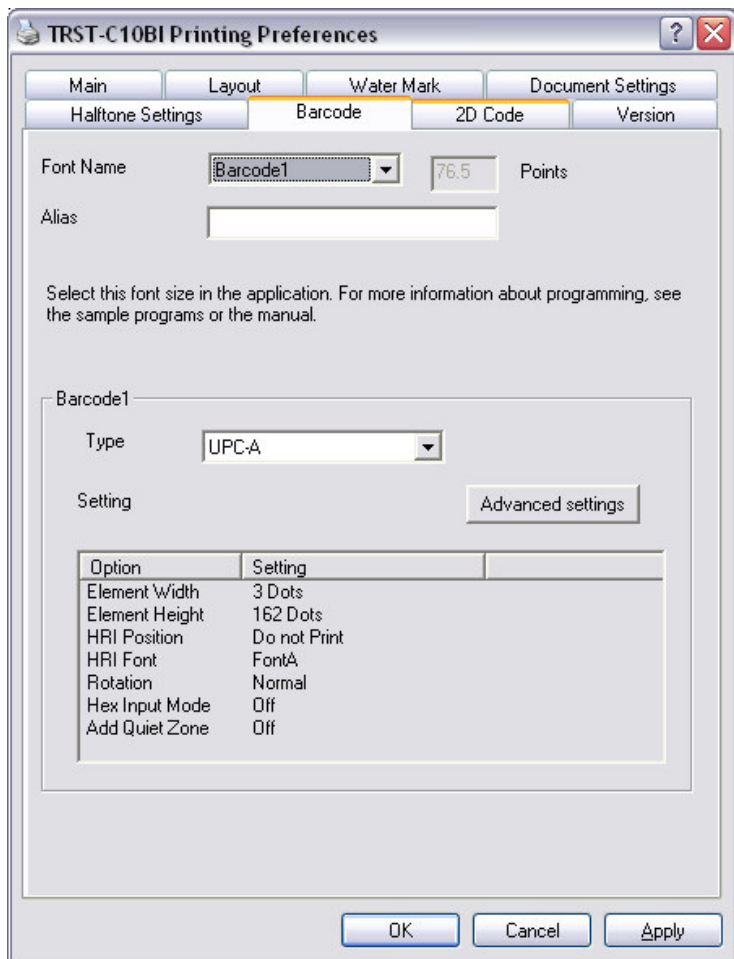 TRST-C10BI Printing Preferences
Main Layout Water Mark Document Settings
Halftone Settings Barcode 2D Code Version
Font Name Barcode1 76.5 Points
Alias
Select this font size in the application. For more information about programming, see
the sample programs or the manual.
Barcode1
Type UPC-A
Setting Advanced settings
Option Setting
Element Width 3 Dots
Element Height 162 Dots
HRI Position Do not Print
HRI Font FontA
Rotation Normal
Hex Input Mode Off
Add Quiet Zone Off
OK Cancel Apply